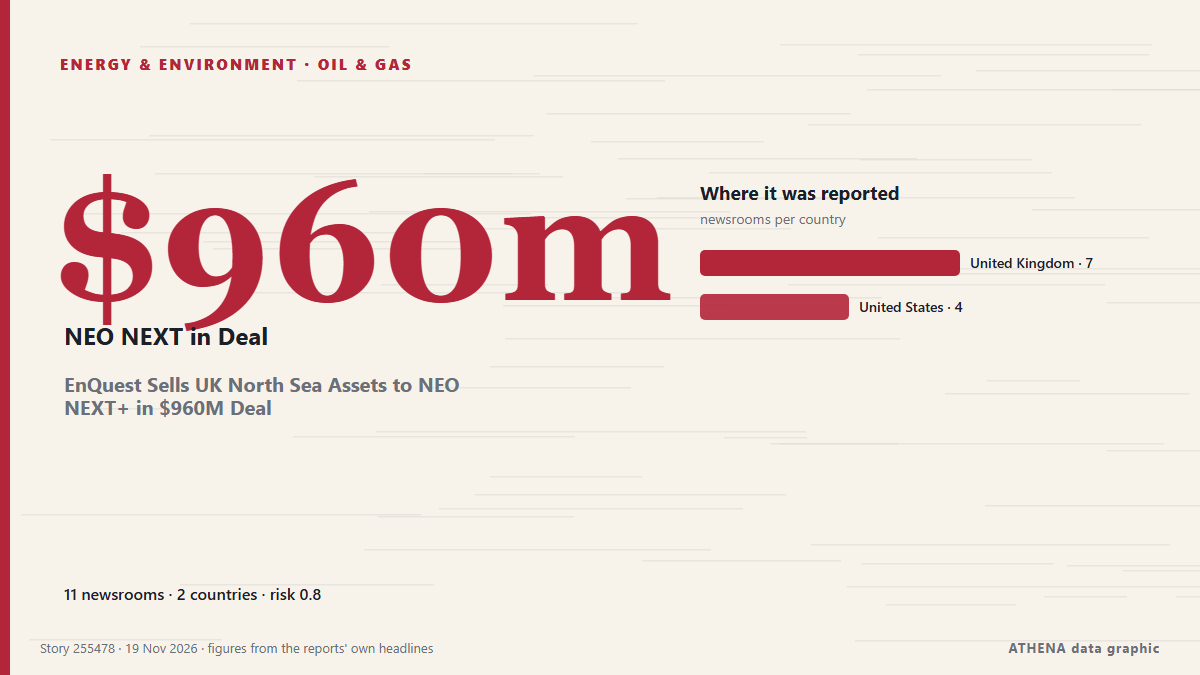 ENERGY & ENVIRONMENT · OIL & GAS
$960m
NEO NEXT in Deal
EnQuest Sells UK North Sea Assets to NEO
NEXT+ in $960M Deal
Where it was reported
newsrooms per country
United Kingdom · 7
United States · 4
11 newsrooms · 2 countries · risk 0.8
Story 255478 · 19 Nov 2026 · figures from the reports' own headlines
ATHENA data graphic